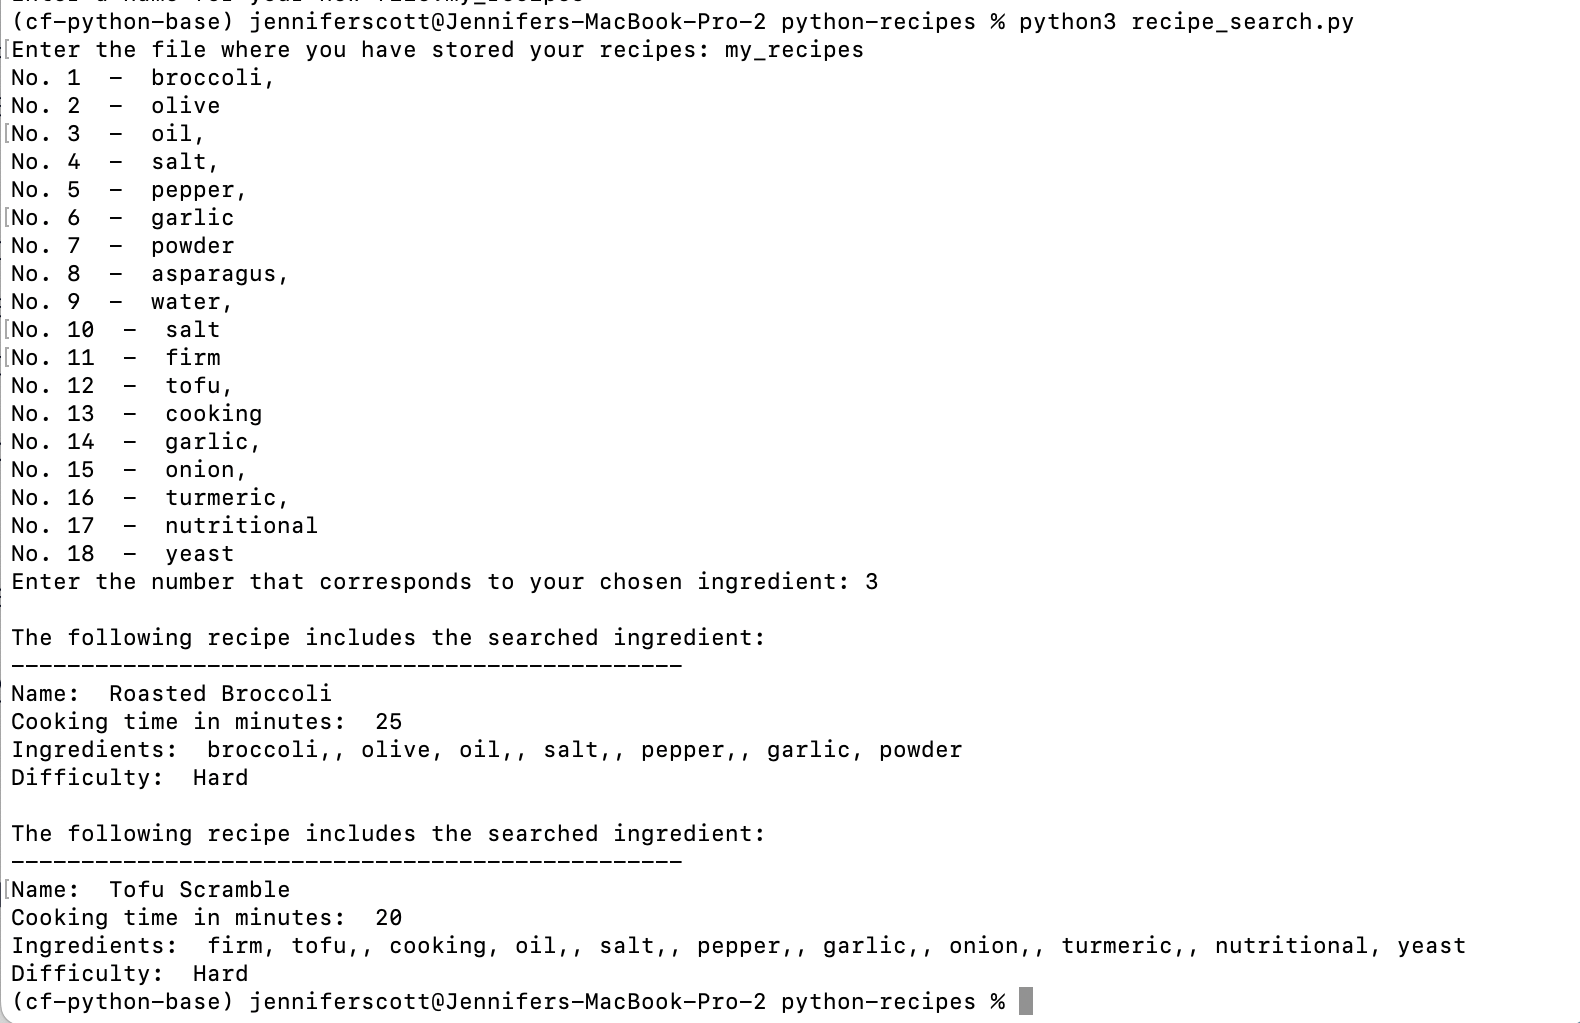 (cf-python-base) jenniferscott@Jennifers-MacBook-Pro-2 python-recipes % python3 recipe_search.py
[Enter the file where you have stored your recipes: my_recipes
No. 1  -  broccoli,
No. 2  -  olive
[No. 3  -  oil,
No. 4  -  salt,
No. 5  -  pepper,
[No. 6  -  garlic
No. 7  -  powder
No. 8  -  asparagus,
No. 9  -  water,
[No. 10  -  salt
[No. 11  -  firm
No. 12  -  tofu,
No. 13  -  cooking
No. 14  -  garlic,
No. 15  -  onion,
No. 16  -  turmeric,
No. 17  -  nutritional
No. 18  -  yeast
Enter the number that corresponds to your chosen ingredient: 3
The following recipe includes the searched ingredient:
------------------------------------------------
Name:  Roasted Broccoli
Cooking time in minutes:  25
Ingredients:  broccoli,, olive, oil,, salt,, pepper,, garlic, powder
Difficulty:  Hard
The following recipe includes the searched ingredient:
------------------------------------------------
[Name:  Tofu Scramble
Cooking time in minutes:  20
Ingredients:  firm, tofu,, cooking, oil,, salt,, pepper,, garlic,, onion,, turmeric,, nutritional, yeast
Difficulty:  Hard
(cf-python-base) jenniferscott@Jennifers-MacBook-Pro-2 python-recipes %